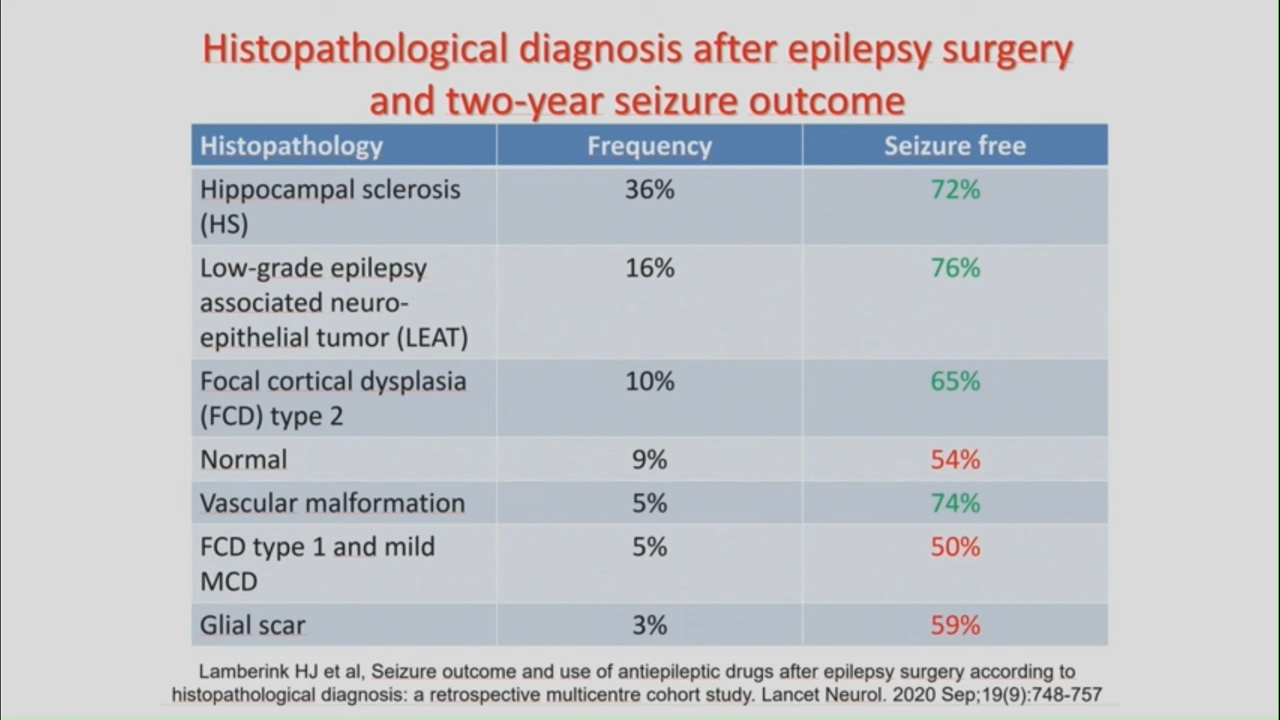 Histopathological diagnosis after epilepsy surgery
and two-year seizure outcome
Histopathology Frequency Seizure free
Hippocampal sclerosis 36% 72%
(HS)
Low-grade epilepsy 16% 76%
associated neuro-
epithelial tumor (LEAT)
Focal cortical dysplasia 10% 65%
(FCD) type 2
Normal 9% 54%
Vascular malformation 5% 74%
FCD type 1 and mild 5% 50%
MCD
Glial scar 3% 59%
Lamberink HJ et al, Seizure outcome and use of antiepileptic drugs after epilepsy surgery according to
histopathological diagnosis: a retrospective multicentre cohort study. Lancet Neurol. 2020 Sep;19(9):748-757